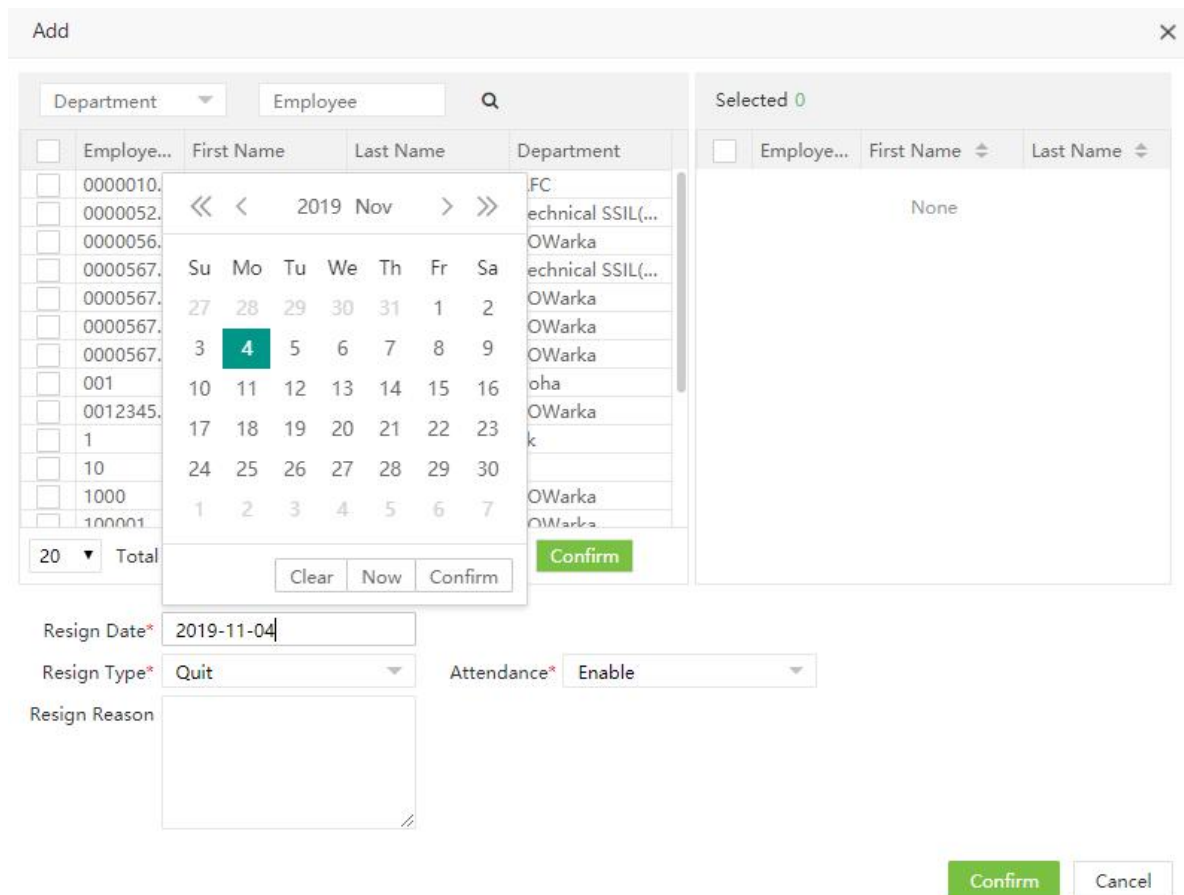 Add
Department
Employee
Selected 0
Employe... First Name Last Name Department
Employe... First Name Last Name
None
0000010.
0000052.
0000056.
0000567.
0000567.
0000567.
0000567.
001
0012345.
1
10
1000
100001
FC
echnical SSIL(...
OWarka
echnical SSIL(...
OWarka
OWarka
OWarka
oha
OWarka
k
OWarka
OWarka
2019 Nov
Su Mo Tu We Th Fr Sa
27 28 29 30 31 1 2
3 4 5 6 7 8 9
10 11 12 13 14 15 16
17 18 19 20 21 22 23
24 25 26 27 28 29 30
1 2 3 4 5 6 7
Clear Now Confirm
20 Total
Confirm
Resign Date* 2019-11-04
Resign Type* Quit Attendance* Enable
Resign Reason
Confirm Cancel